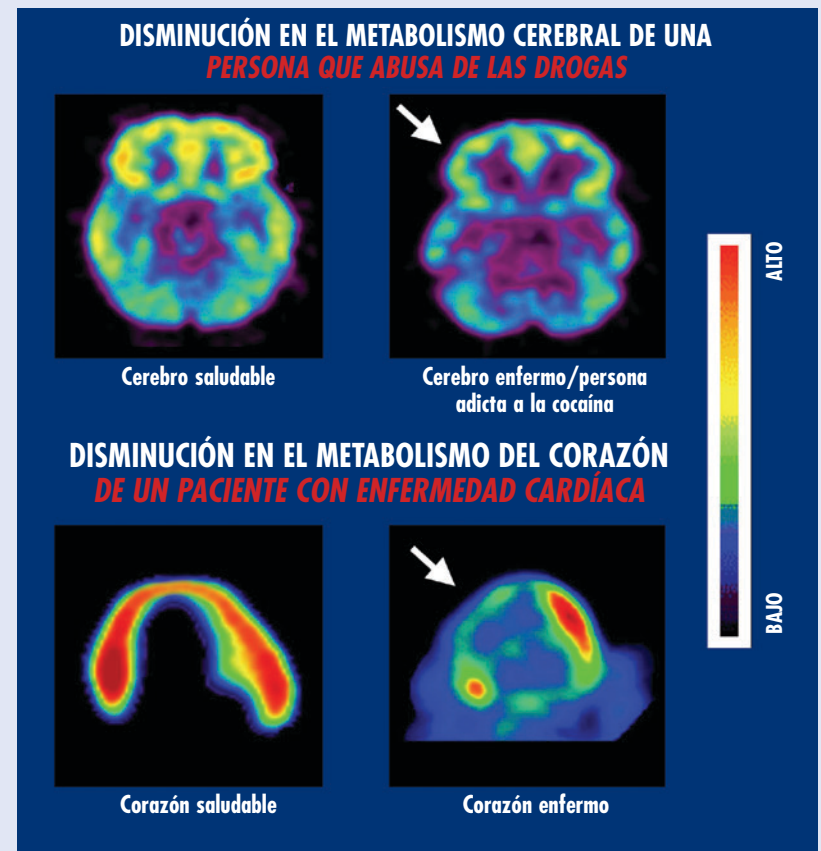 DISMINUCIÓN EN EL METABOLISMO CEREBRAL DE UNA
PERSONA QUE ABUSA DE LAS DROGAS
Cerebro saludable
Cerebro enfermo/persona
adicta a la cocaína
ALTO
BAJO
DISMINUCIÓN EN EL METABOLISMO DEL CORAZÓN
DE UN PACIENTE CON ENFERMEDAD CARDÍACA
Corazón saludable
Corazón enfermo